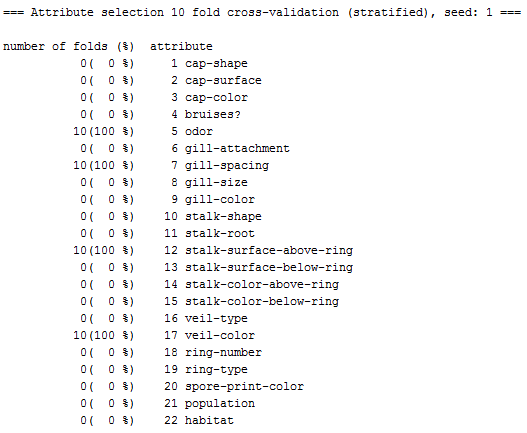 === Attribute selection 10 fold cross-validation (stratified), seed: 1 ===

number of folds (%)  attribute
           0(  0 %)     1 cap-shape
           0(  0 %)     2 cap-surface
           0(  0 %)     3 cap-color
           0(  0 %)     4 bruises?
          10(100 %)     5 odor
           0(  0 %)     6 gill-attachment
          10(100 %)     7 gill-spacing
           0(  0 %)     8 gill-size
           0(  0 %)     9 gill-color
           0(  0 %)    10 stalk-shape
           0(  0 %)    11 stalk-root
          10(100 %)    12 stalk-surface-above-ring
           0(  0 %)    13 stalk-surface-below-ring
           0(  0 %)    14 stalk-color-above-ring
           0(  0 %)    15 stalk-color-below-ring
           0(  0 %)    16 veil-type
          10(100 %)    17 veil-color
           0(  0 %)    18 ring-number
           0(  0 %)    19 ring-type
           0(  0 %)    20 spore-print-color
           0(  0 %)    21 population
           0(  0 %)    22 habitat